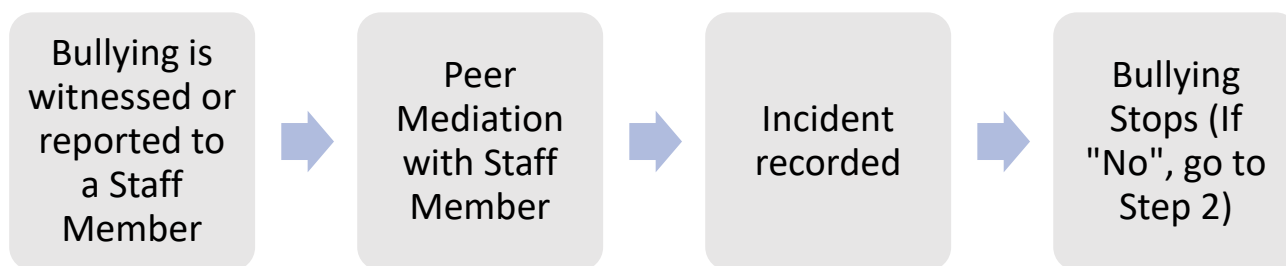 Bullying is
witnessed or
reported to
a Staff
Member
Peer
Mediation
with Staff
Member
Incident
recorded
Bullying
Stops (If
"No", go to
Step 2)